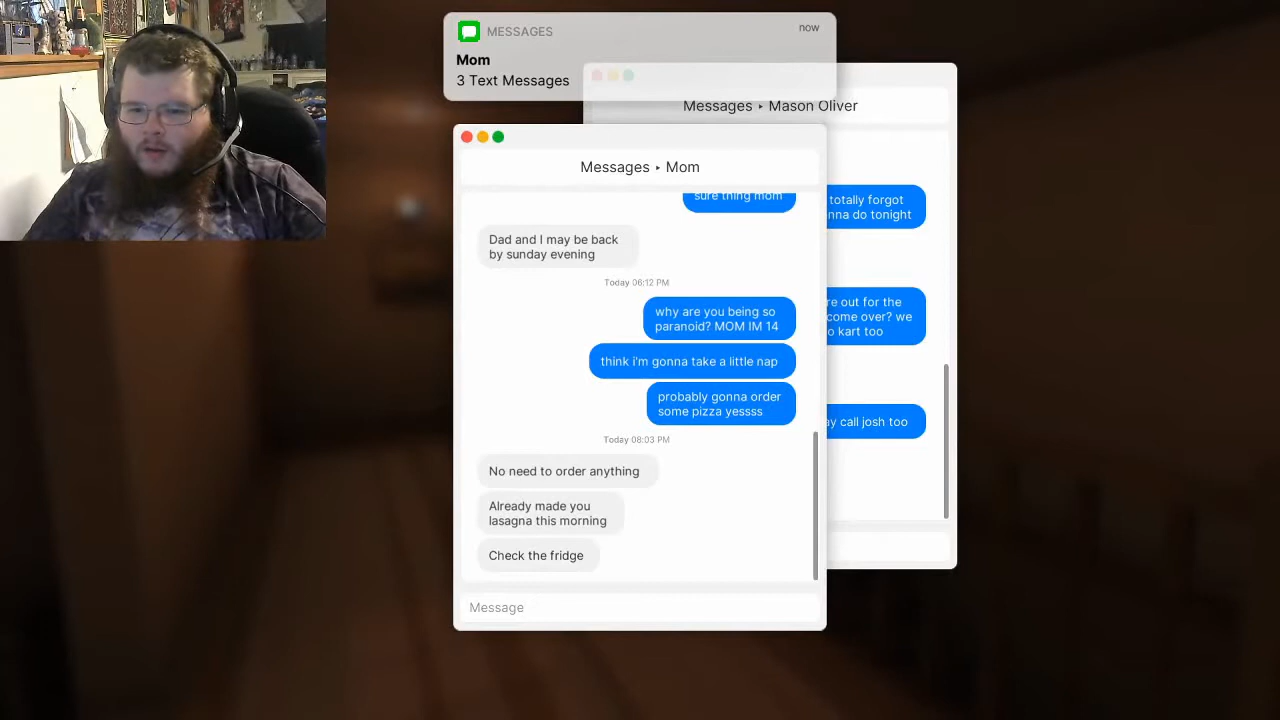 MESSAGES
now
Mom
3 Text Messages
Messages ‣ Mason Oliver
Messages ‣ Mom
sure thing mom
Dad and I may be back
by sunday evening
Today 06:12 PM
why are you being so
paranoid? MOM IM 14
think i'm gonna take a little nap
probably gonna order
some pizza yessss
Today 08:03 PM
No need to order anything
Already made you
lasagna this morning
Check the fridge
Message
totally forgot
nna do tonight
re out for the
come over? we
o kart too
ay call josh too